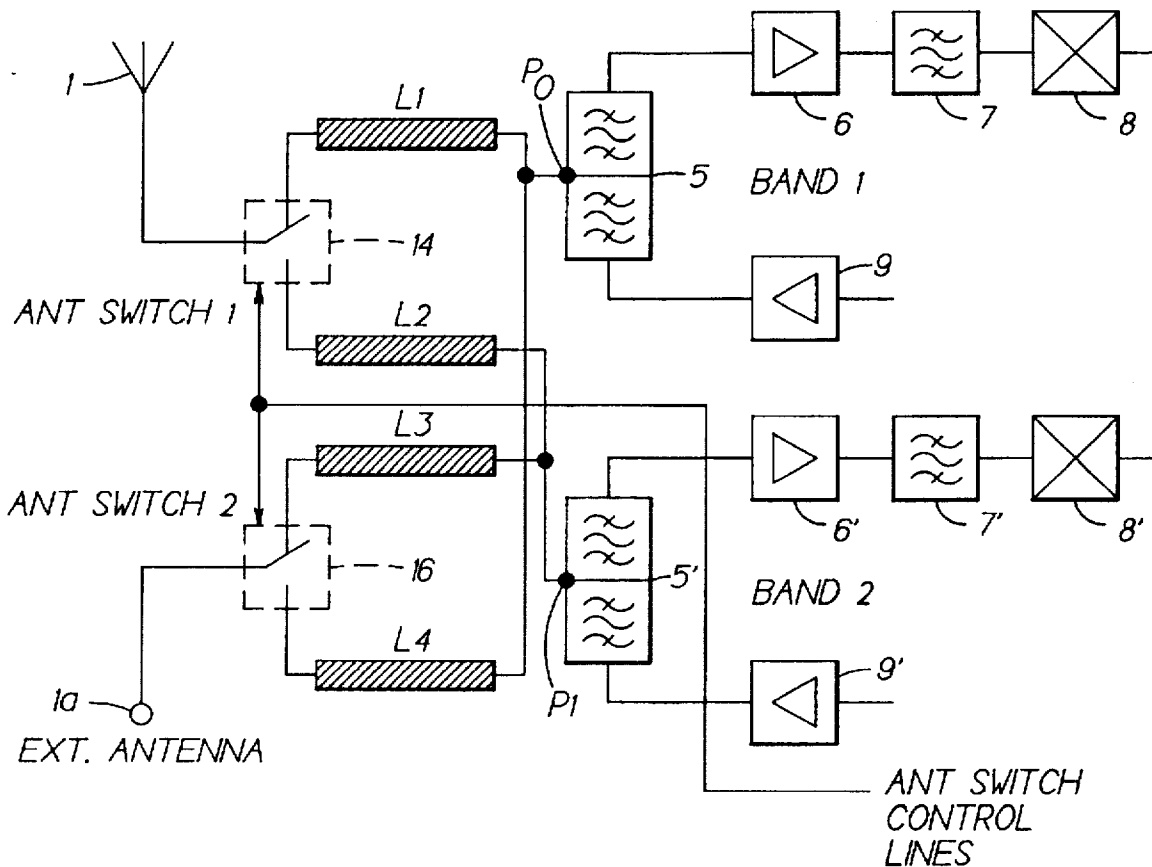 1
L1
P0
6
7
8
5
BAND 1
14
9
ANT SWITCH 1
L2
L3
ANT SWITCH 2
6'
7'
8'
16
5'
BAND 2
L4
9'
1a
P1
EXT. ANTENNA
ANT SWITCH
CONTROL
LINES